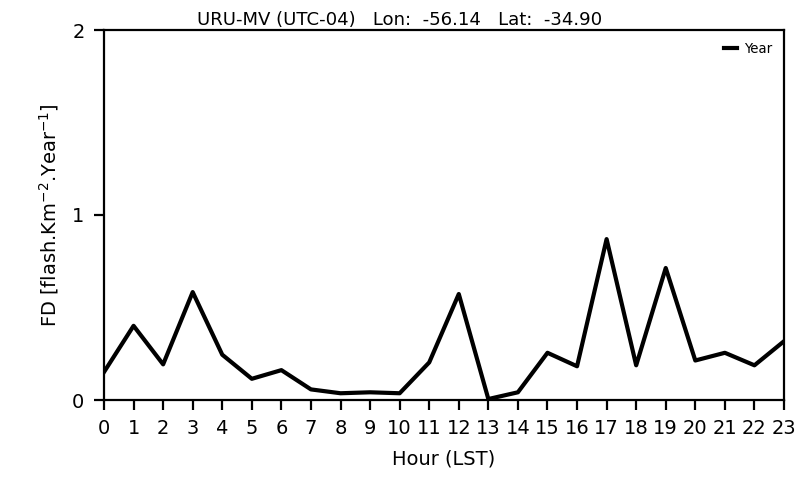 URU-MV (UTC-04) Lon: -56.14 Lat: -34.90
Year
FD [flash.Km⁻².Year⁻¹]
2
1
0
0 1 2 3 4 5 6 7 8 9 10 11 12 13 14 15 16 17 18 19 20 21 22 23
Hour (LST)